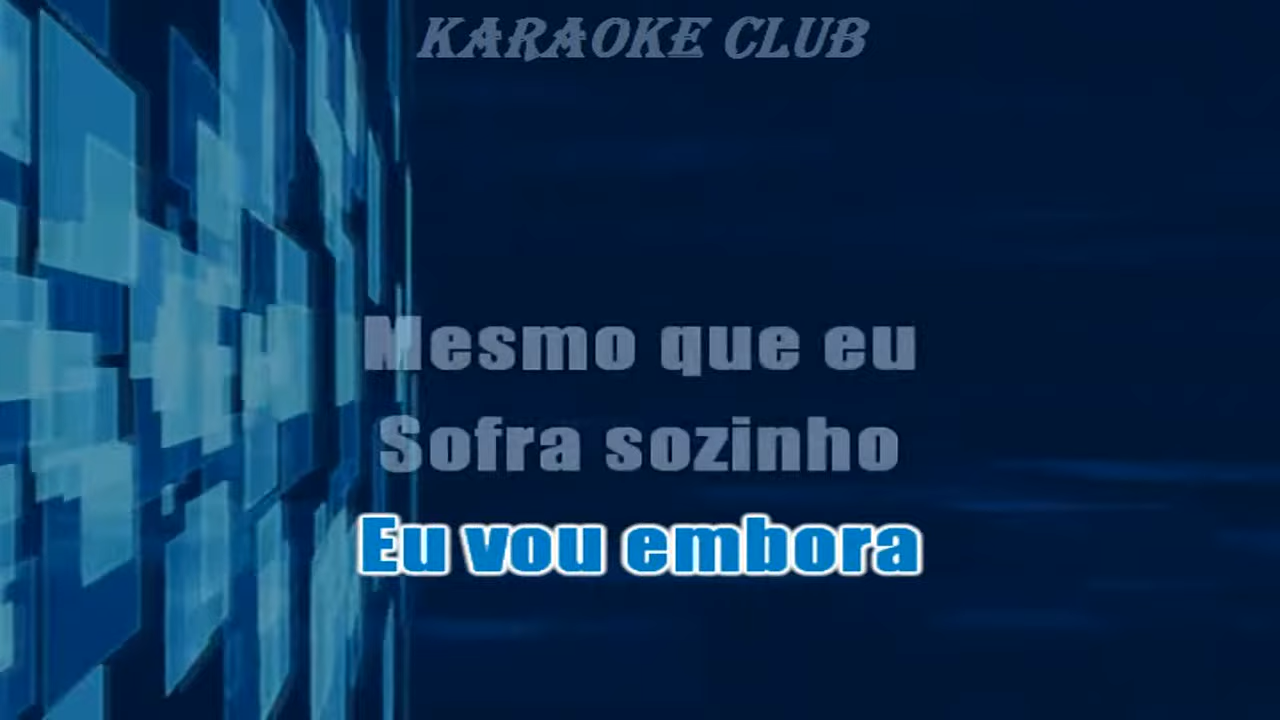 KARAOKE CLUB
Mesmo que eu
Sofra sozinho
Eu vou embora